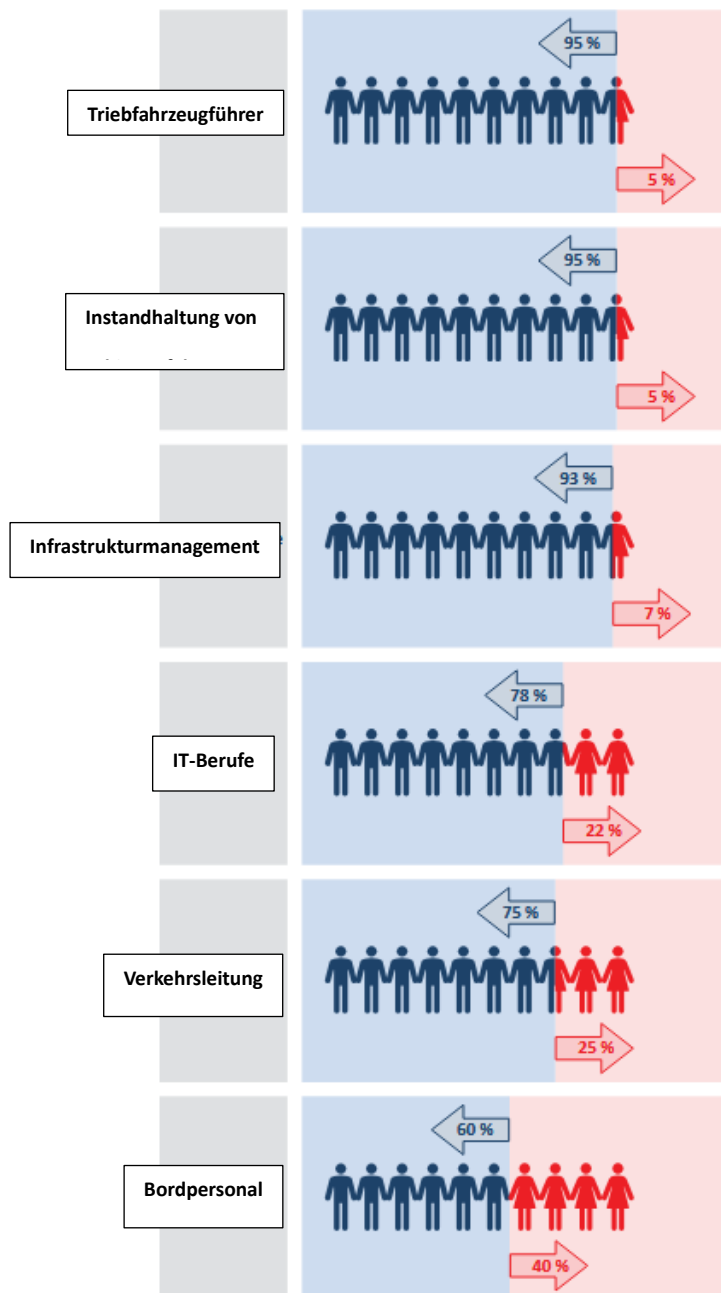 95 %
Triebfahrzeugführer
5 %
95 %
Instandhaltung von
5 %
93 %
Infrastrukturmanagement
7 %
78 %
IT-Berufe
22 %
75 %
Verkehrsleitung
25 %
60 %
Bordpersonal
40 %